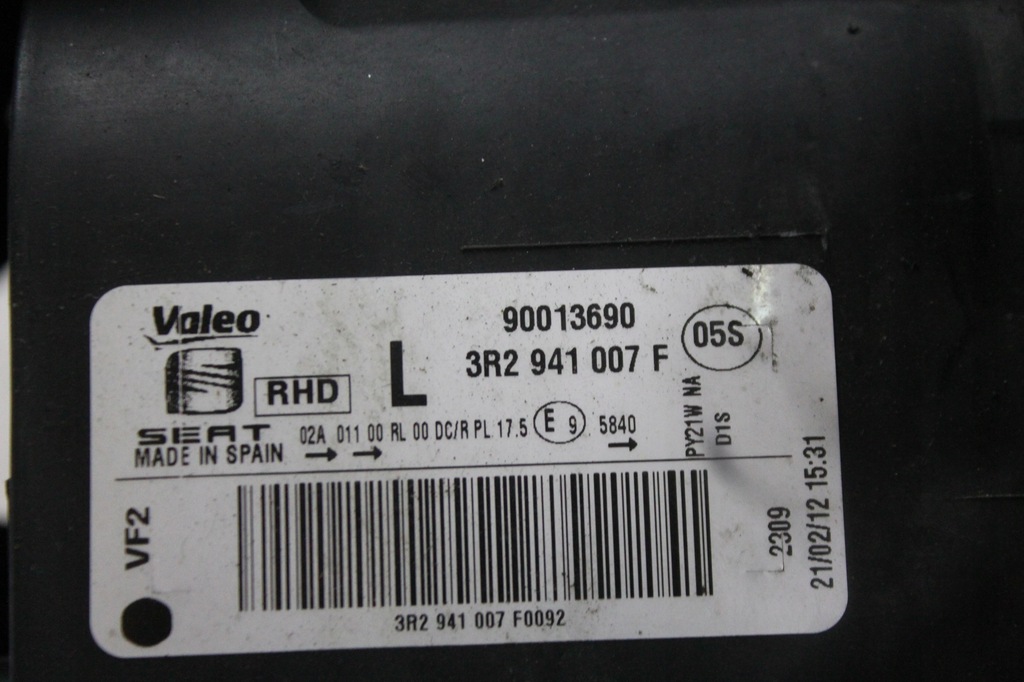 Valeo
90013690
05S
3R2 941 007 F
RHD
L
SEAT
02A 011 00 RL 00 DC/R PL 17.5 E 9 5840
MADE IN SPAIN
PY21W NA
D1S
VF2
2309
21/02/12 15:31
3R2 941 007 F0092